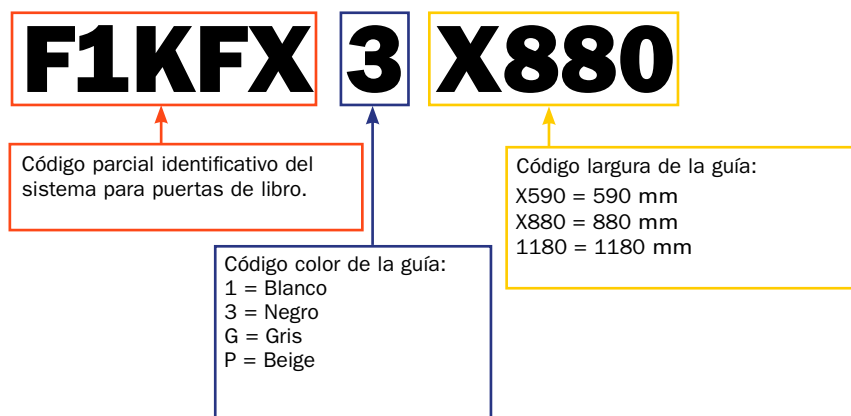 F1KFX 3 X880
Código parcial identificativo del
sistema para puertas de libro.
Código largura de la guía:
X590 = 590 mm
X880 = 880 mm
1180 = 1180 mm
Código color de la guía:
1 = Blanco
3 = Negro
G = Gris
P = Beige